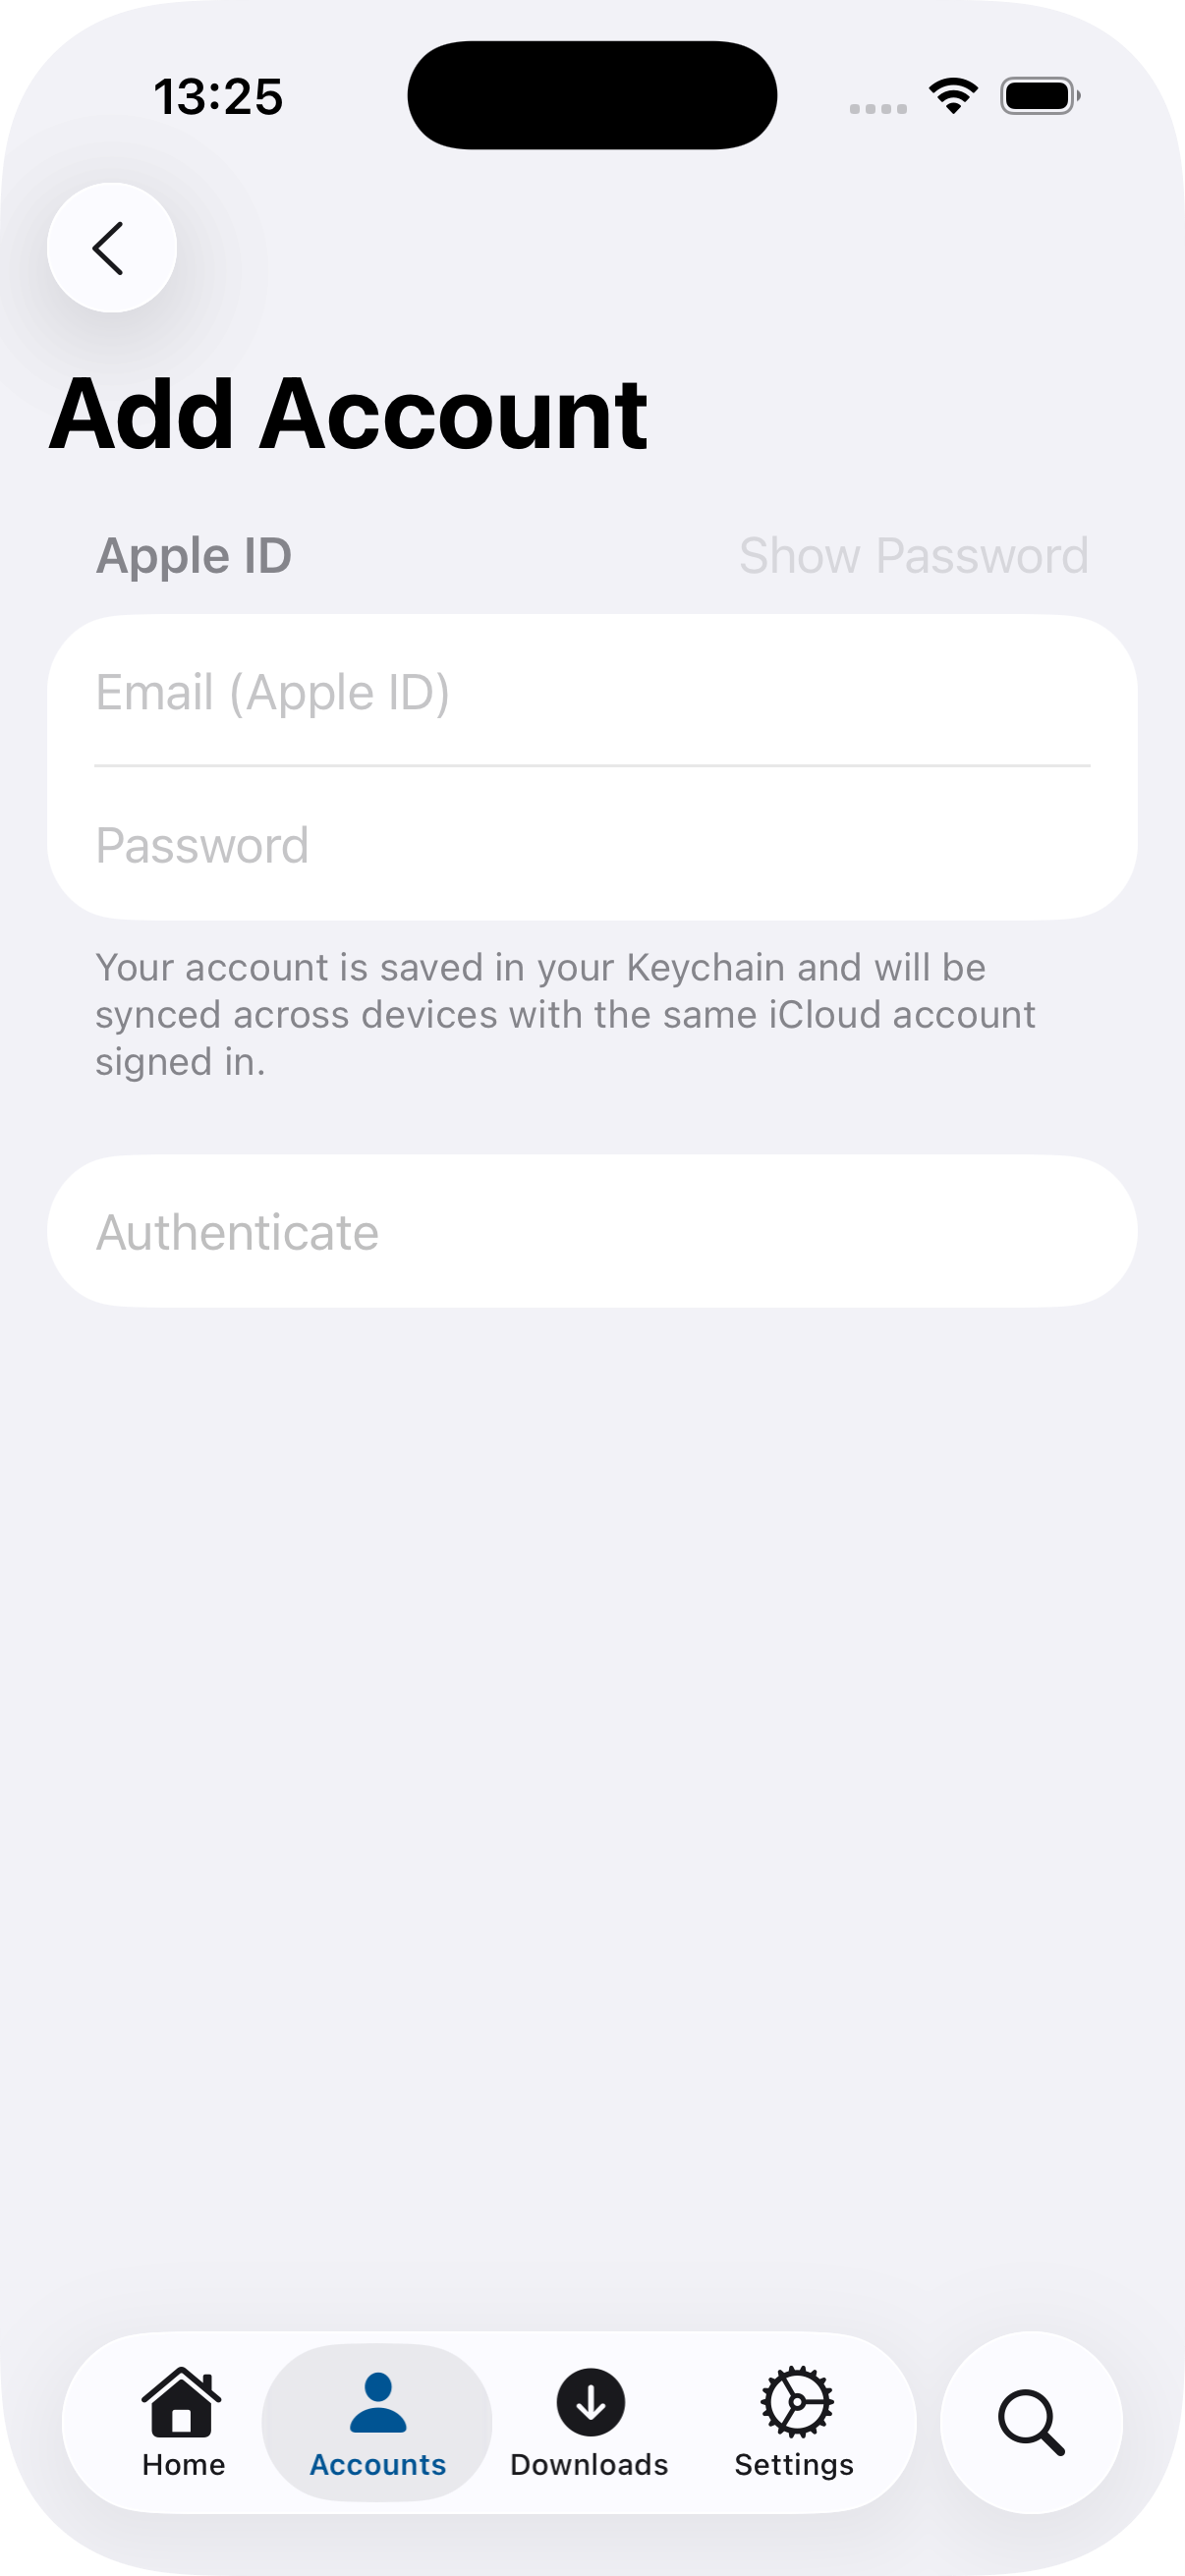 13:25
Add Account
Apple ID
Show Password
Email (Apple ID)
Password
Your account is saved in your Keychain and will be
synced across devices with the same iCloud account
signed in.
Authenticate
Home
Accounts
Downloads
Settings